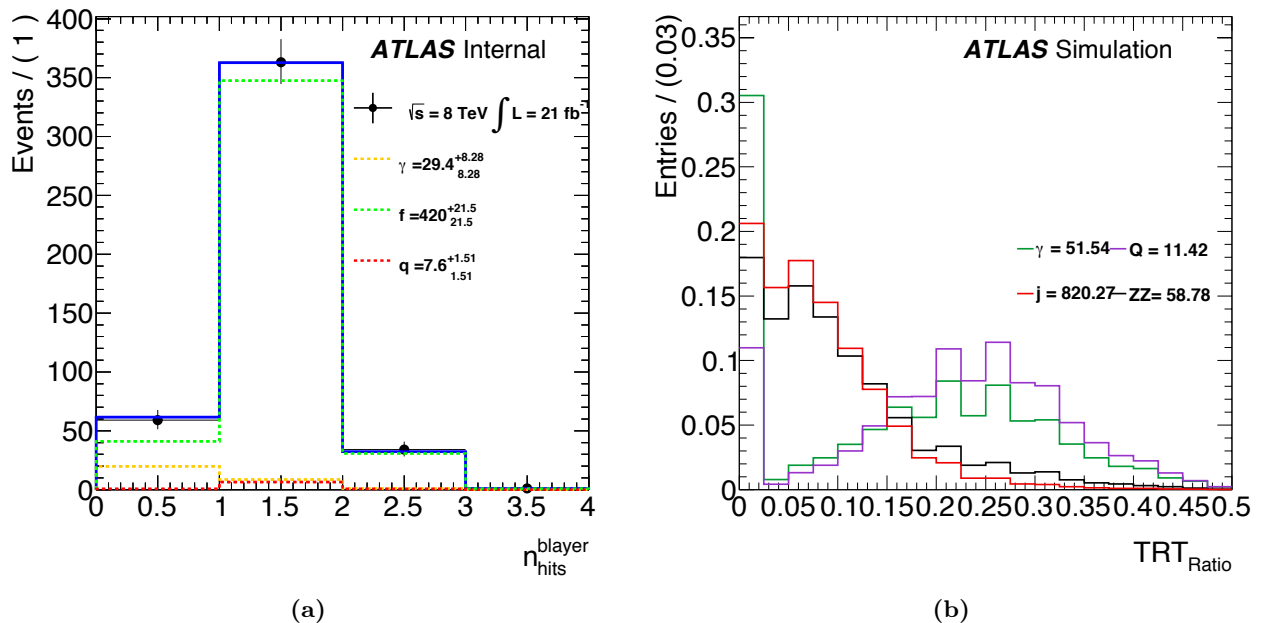 Events / ( 1 )
400
350
300
250
200
150
100
50
0
0 0.5 1 1.5 2 2.5 3 3.5 4
n hits blayer
ATLAS Internal
√s = 8 TeV ∫ L = 21 fb
γ =29.4 +8.28 8.28
f =420 +21.5 21.5
q =7.6 +1.51 1.51
(a)
Entries / (0.03)
0.35
0.3
0.25
0.2
0.15
0.1
0.05
0
0 0.05 0.1 0.15 0.2 0.25 0.3 0.35 0.4 0.45 0.5
TRT Ratio
ATLAS Simulation
γ = 51.54 Q = 11.42
j = 820.27 ZZ= 58.78
(b)